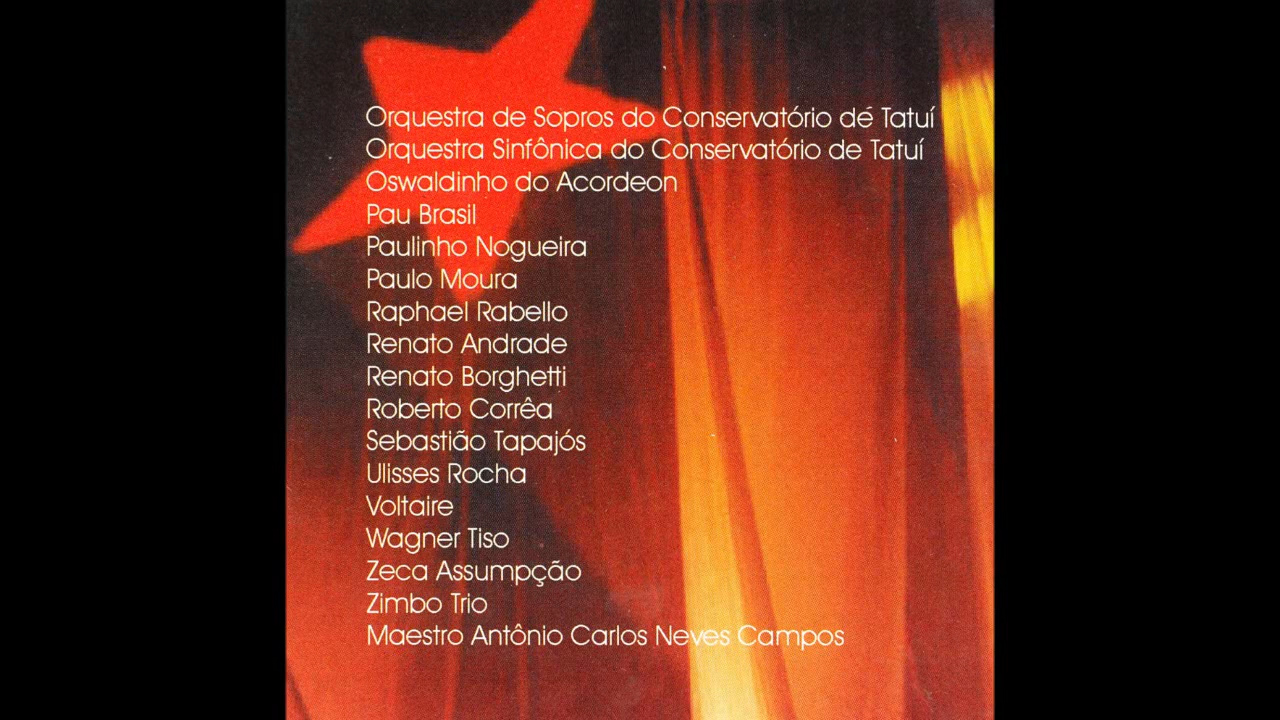 Orquestra de Sopros do Conservatório de Tatuí
Orquestra Sinfônica do Conservatório de Tatuí
Oswaldinho do Acordeon
Pau Brasil
Paulinho Nogueira
Paulo Moura
Raphael Rabello
Renato Andrade
Renato Borghetti
Roberto Corrêa
Sebastião Tapajós
Ulisses Rocha
Voltaire
Wagner Tiso
Zeca Assumpção
Zimbo Trio
Maestro Antônio Carlos Neves Campos